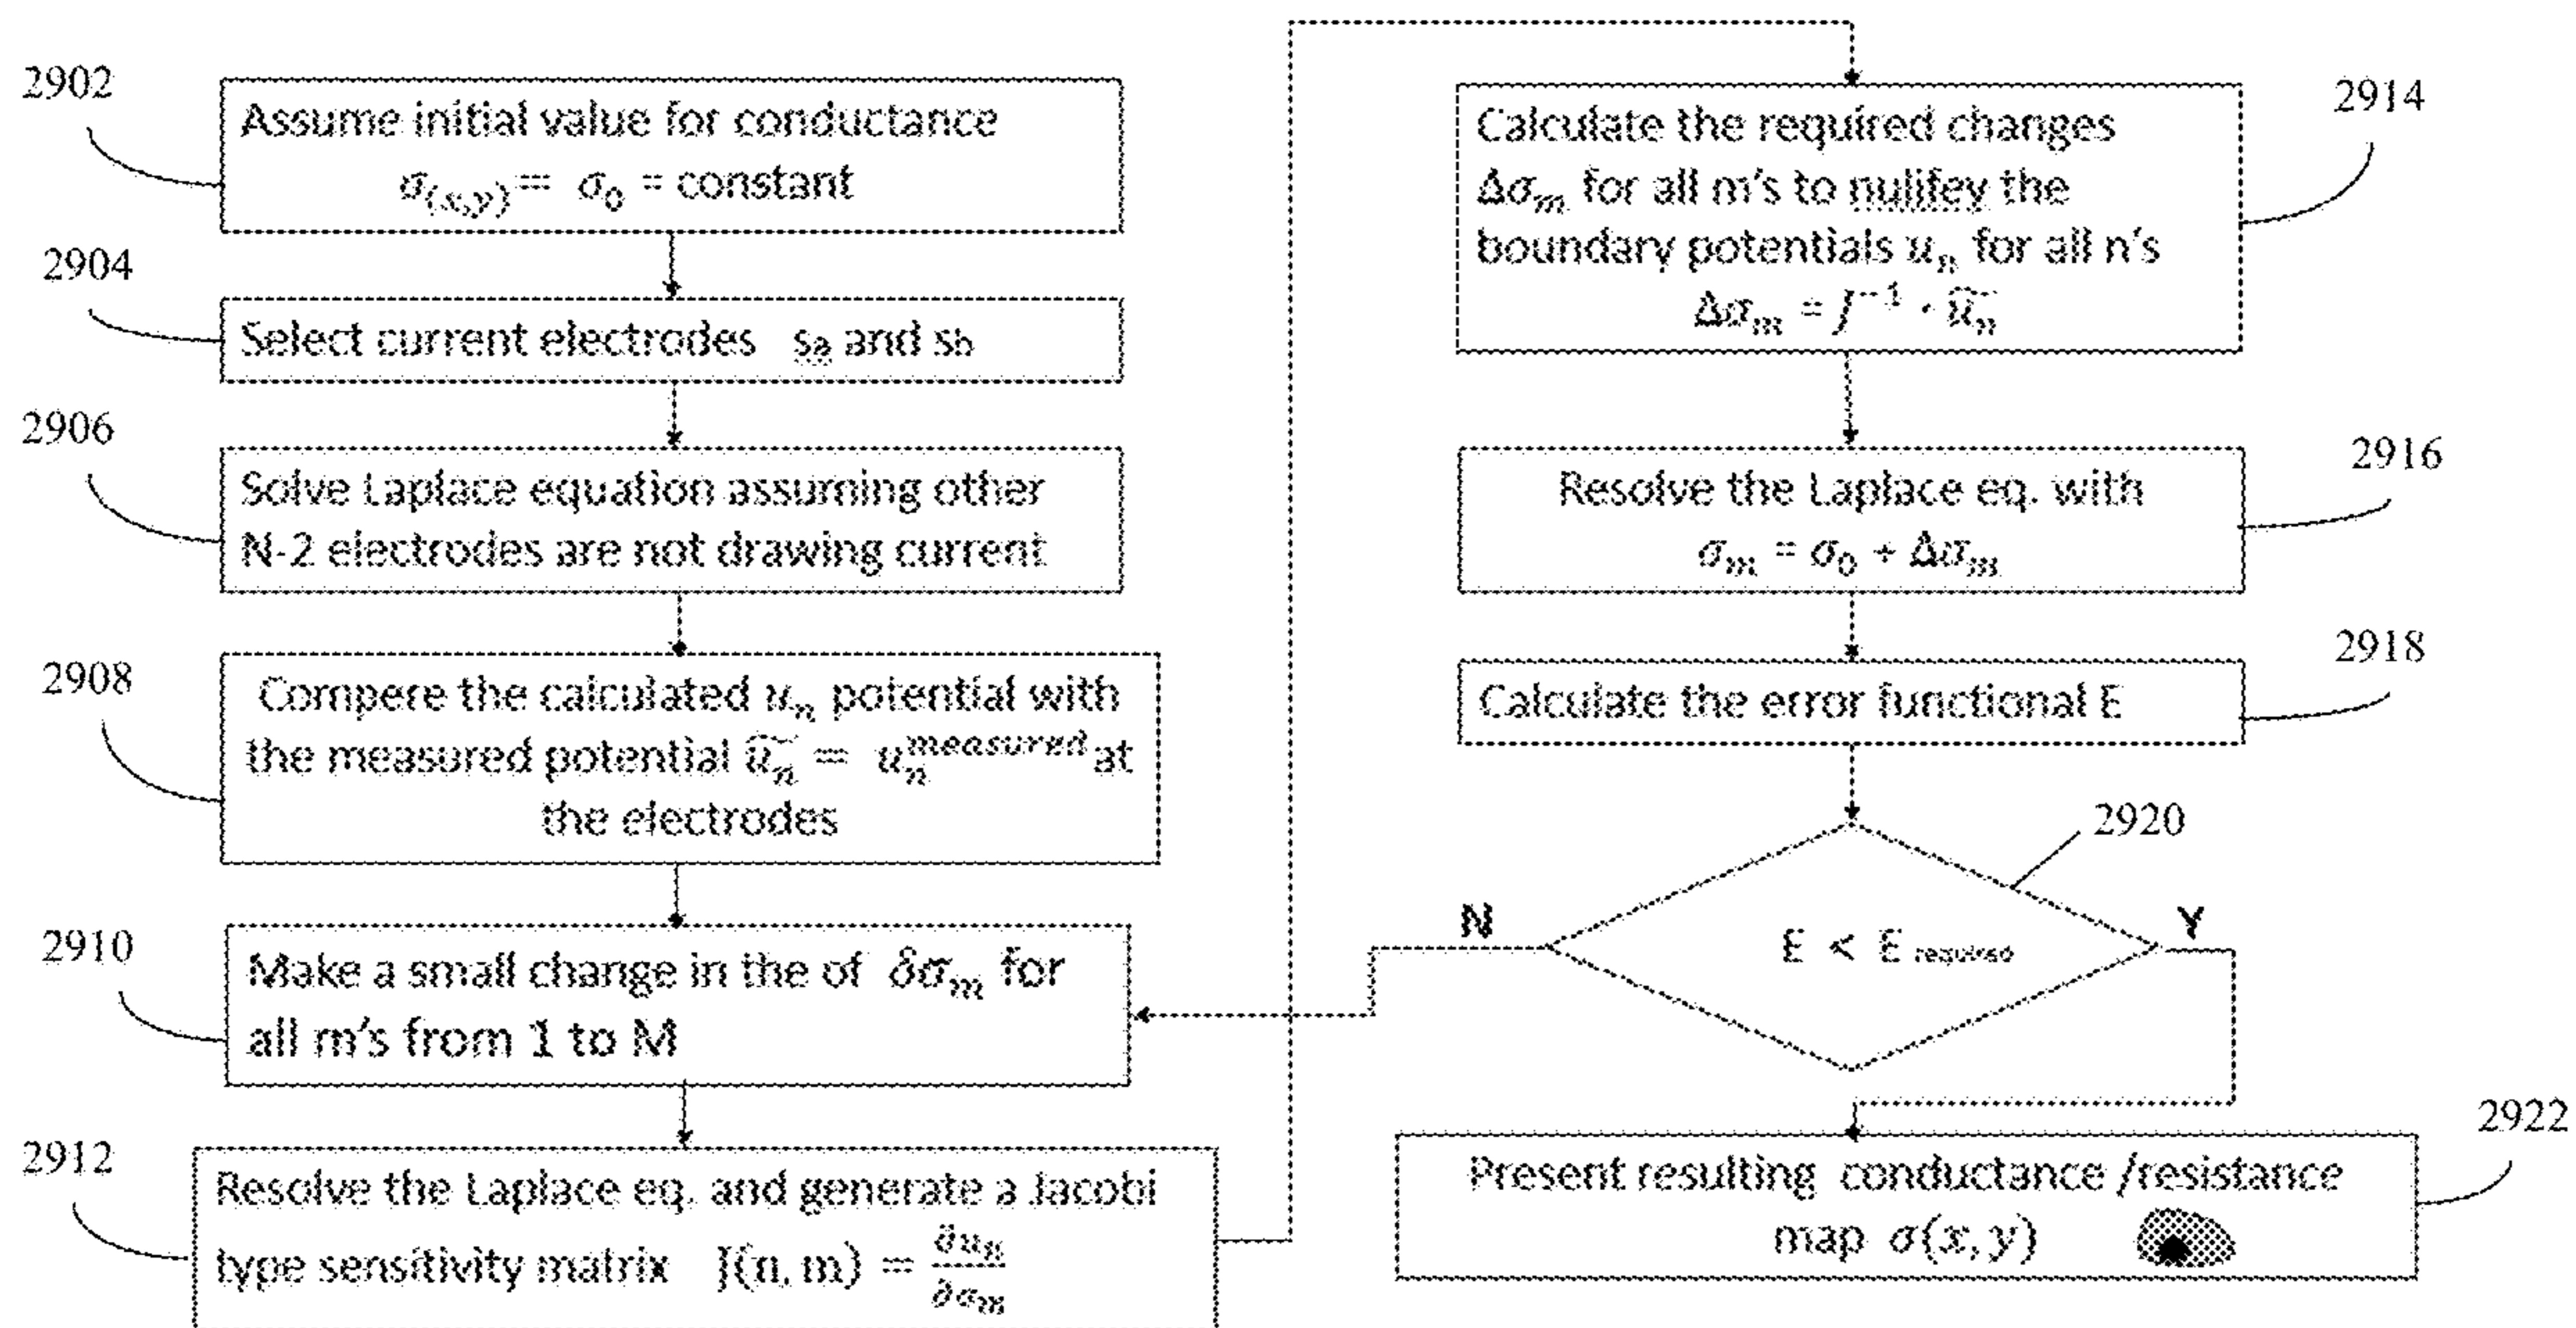 2902
Assume initial value for conductance
σ(x,y) = σ0 = constant
2904
Select current electrodes sa and sb
2906
Solve Laplace equation assuming other
N-2 electrodes are not drawing current
2908
Compere the calculated un potential with
the measured potential ũn = un^measured at
the electrodes
2910
Make a small change in the of δσm for
all m's from 1 to M
2912
Resolve the Laplace eq. and generate a Jacobi
type sensitivity matrix J(n, m) = ∂un/∂σm
2914
Calculate the required changes
Δσm for all m's to nulifey the
boundary potentials un for all n's
Δσm = J⁻¹ · ũn
2916
Resolve the Laplace eq. with
σm = σ0 + Δσm
2918
Calculate the error functional E
2920
N
E < E required
Y
2922
Present resulting conductance /resistance
map σ(x, y)